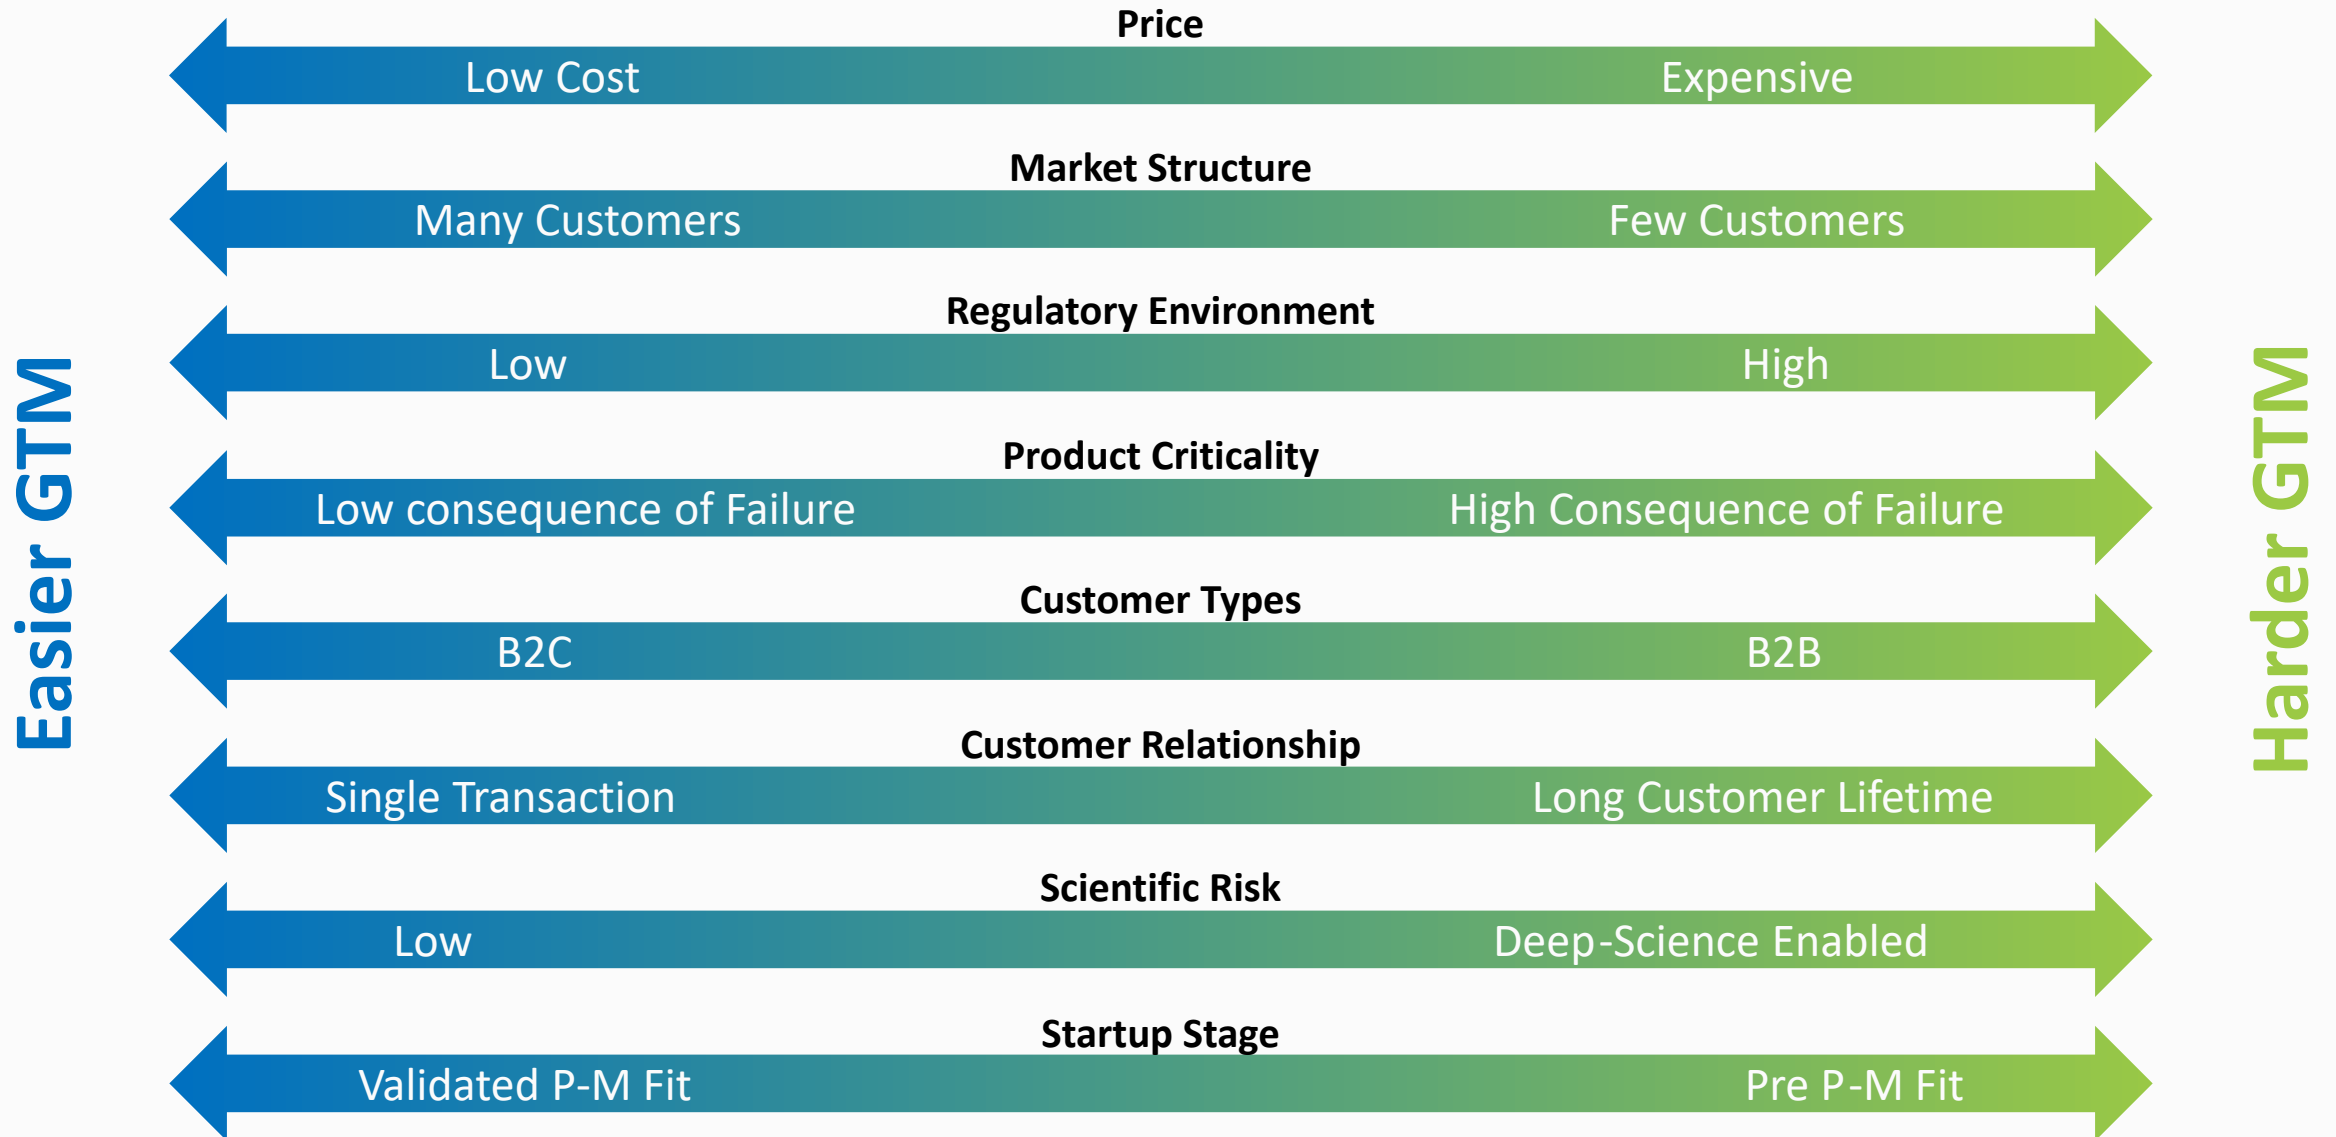 Price
Low Cost
Expensive
Market Structure
Many Customers
Few Customers
Regulatory Environment
Low
High
Product Criticality
Low consequence of Failure
High Consequence of Failure
Customer Types
B2C
B2B
Customer Relationship
Single Transaction
Long Customer Lifetime
Scientific Risk
Low
Deep-Science Enabled
Startup Stage
Validated P-M Fit
Pre P-M Fit
Easier GTM
Harder GTM